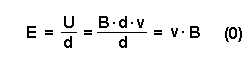 E = U/d = B·d·v/d = v·B (0)